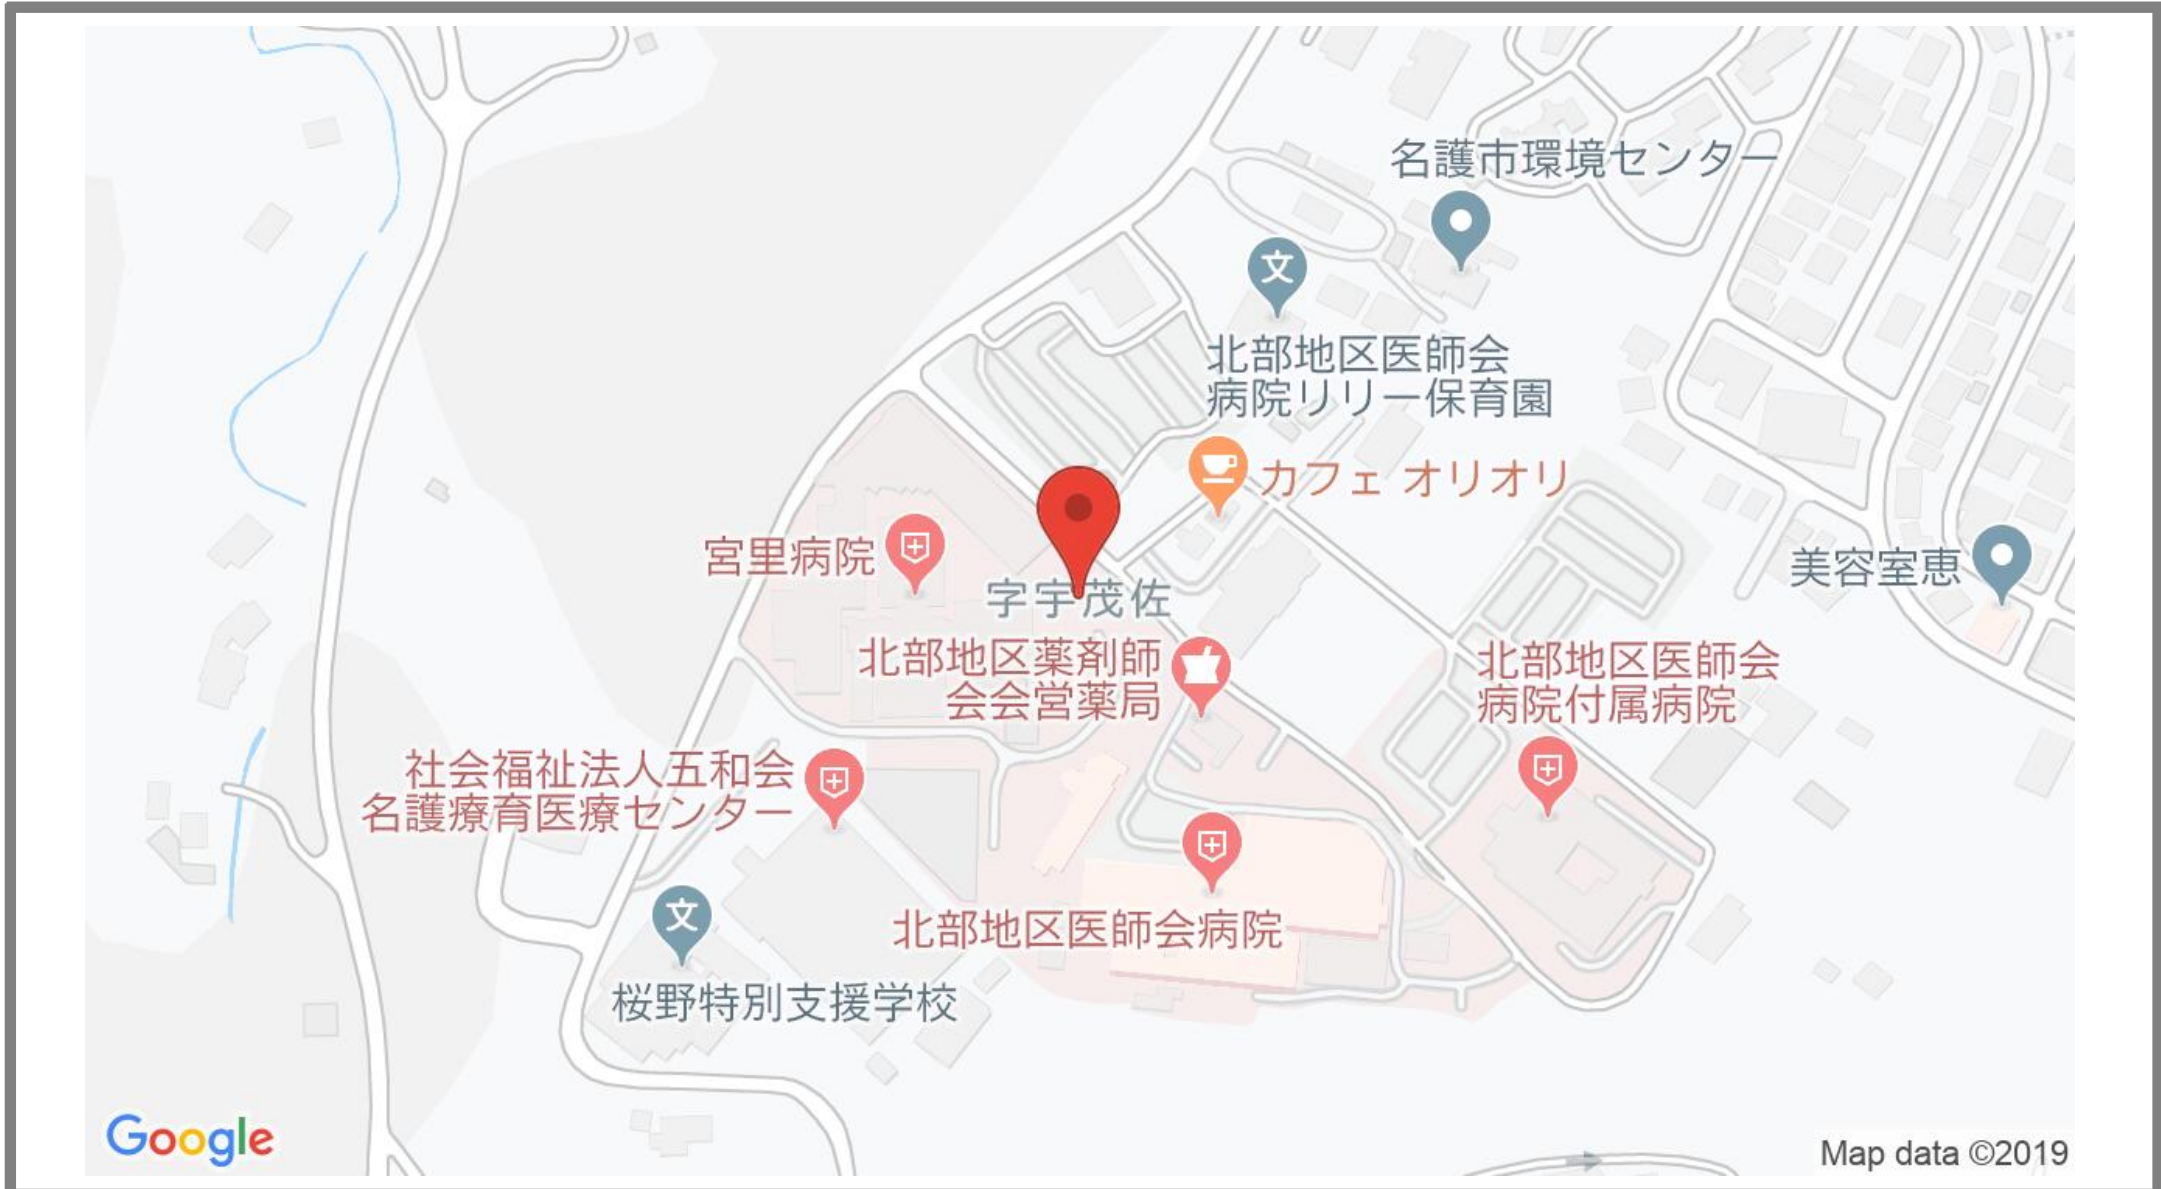 名護市環境センター
北部地区医師会
病院リリー保育園
カフェ オリオリ
宮里病院
美容室恵
字宇茂佐
北部地区薬剤師
会会営薬局
北部地区医師会
病院付属病院
社会福祉法人五和会
名護療育医療センター
北部地区医師会病院
桜野特別支援学校
Google
Map data ©2019